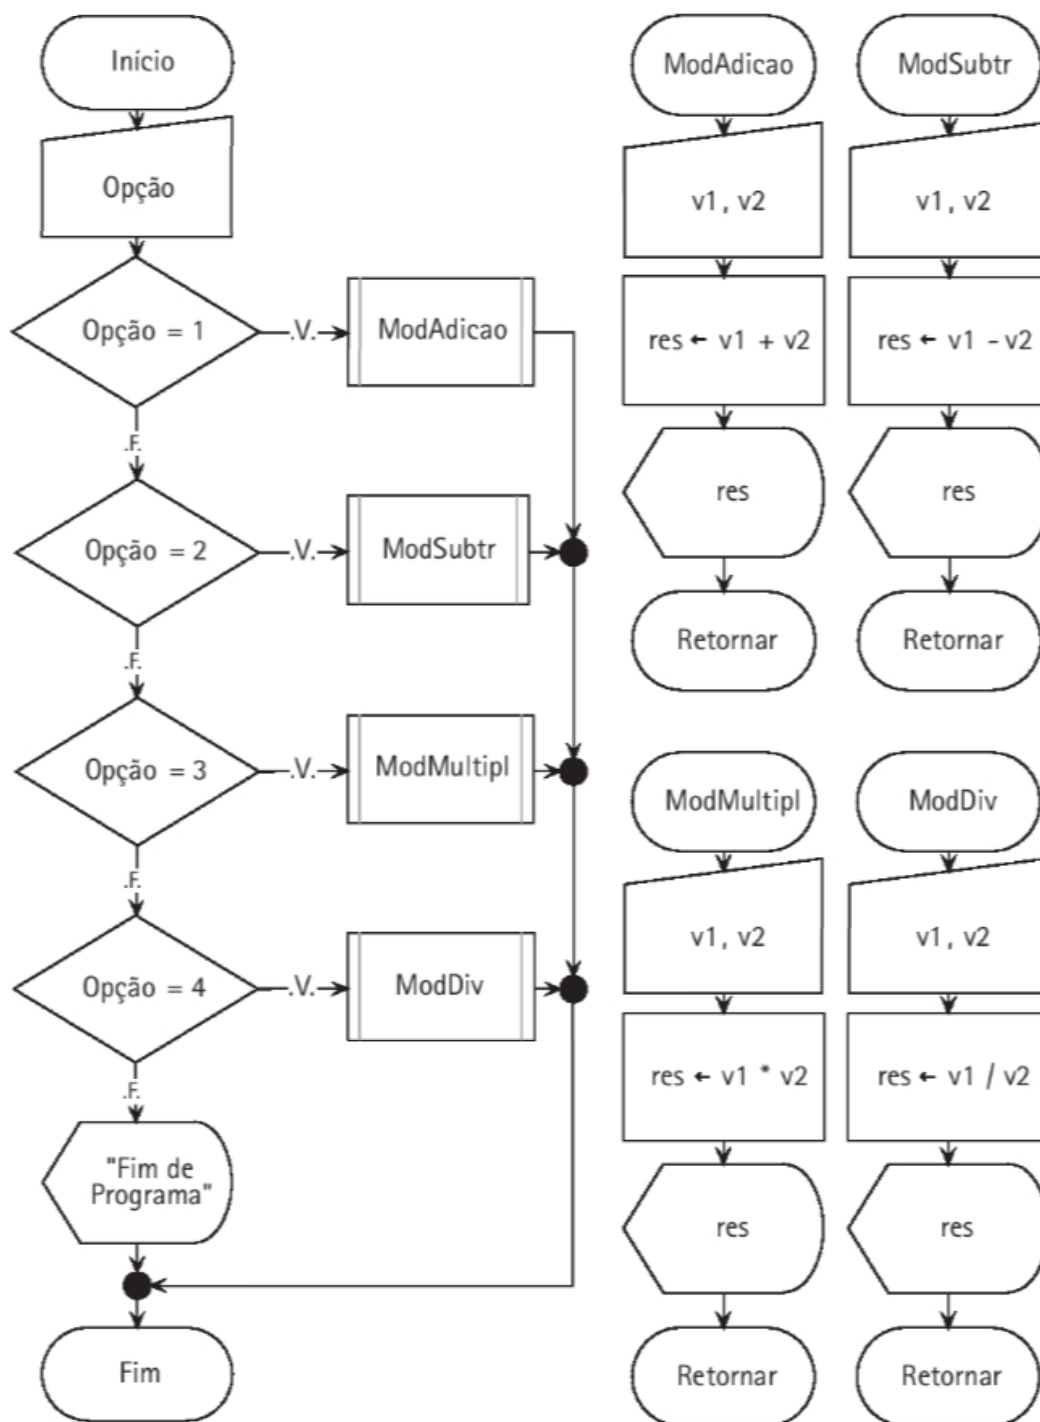 Início
Opção
Opção = 1
.V.
ModAdicao
.F.
Opção = 2
.V.
ModSubtr
.F.
Opção = 3
.V.
ModMultipl
.F.
Opção = 4
.V.
ModDiv
.F.
"Fim de
Programa"
Fim
ModAdicao
v1, v2
res ← v1 + v2
res
Retornar
ModSubtr
v1, v2
res ← v1 - v2
res
Retornar
ModMultipl
v1, v2
res ← v1 * v2
res
Retornar
ModDiv
v1, v2
res ← v1 / v2
res
Retornar